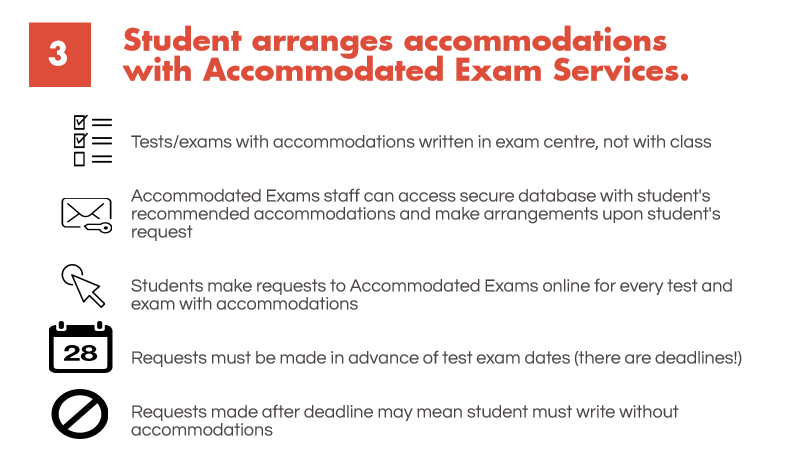 3
Student arranges accommodations
with Accommodated Exam Services.
Tests/exams with accommodations written in exam centre, not with class
Accommodated Exams staff can access secure database with student's
recommended accommodations and make arrangements upon student's
request
Students make requests to Accommodated Exams online for every test and
exam with accommodations
28
Requests must be made in advance of test exam dates (there are deadlines!)
Requests made after deadline may mean student must write without
accommodations